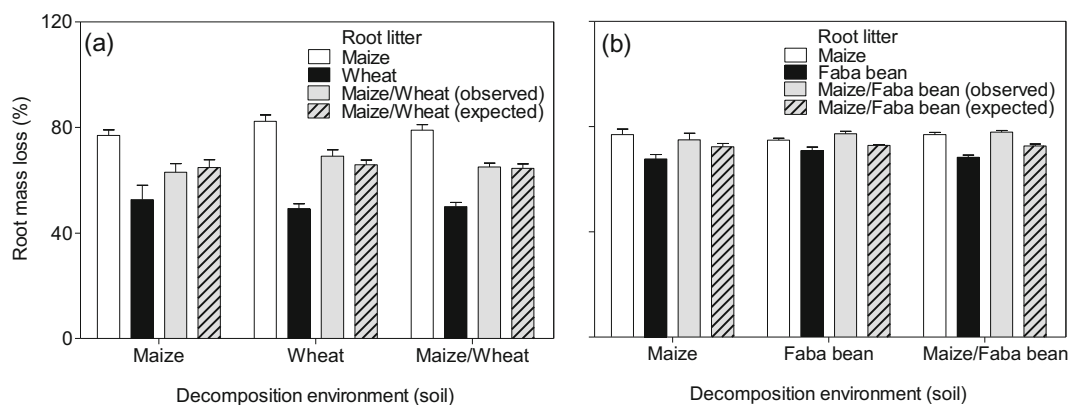 (a)
Root litter
Maize
Wheat
Maize/Wheat (observed)
Maize/Wheat (expected)
120
80
40
0
Root mass loss (%)
Maize
Wheat
Maize/Wheat
Decomposition environment (soil)
(b)
Root litter
Maize
Faba bean
Maize/Faba bean (observed)
Maize/Faba bean (expected)
Maize
Faba bean
Maize/Faba bean
Decomposition environment (soil)